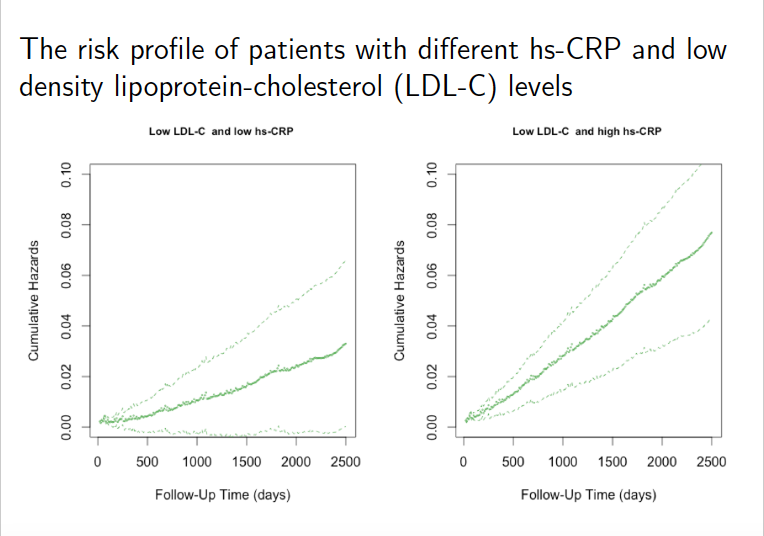 The risk profile of patients with different hs-CRP and low
density lipoprotein-cholesterol (LDL-C) levels
Low LDL-C and low hs-CRP
Cumulative Hazards
0.10
0.08
0.06
0.04
0.02
0.00
0 500 1000 1500 2000 2500
Follow-Up Time (days)
Low LDL-C and high hs-CRP
Cumulative Hazards
0.10
0.08
0.06
0.04
0.02
0.00
0 500 1000 1500 2000 2500
Follow-Up Time (days)